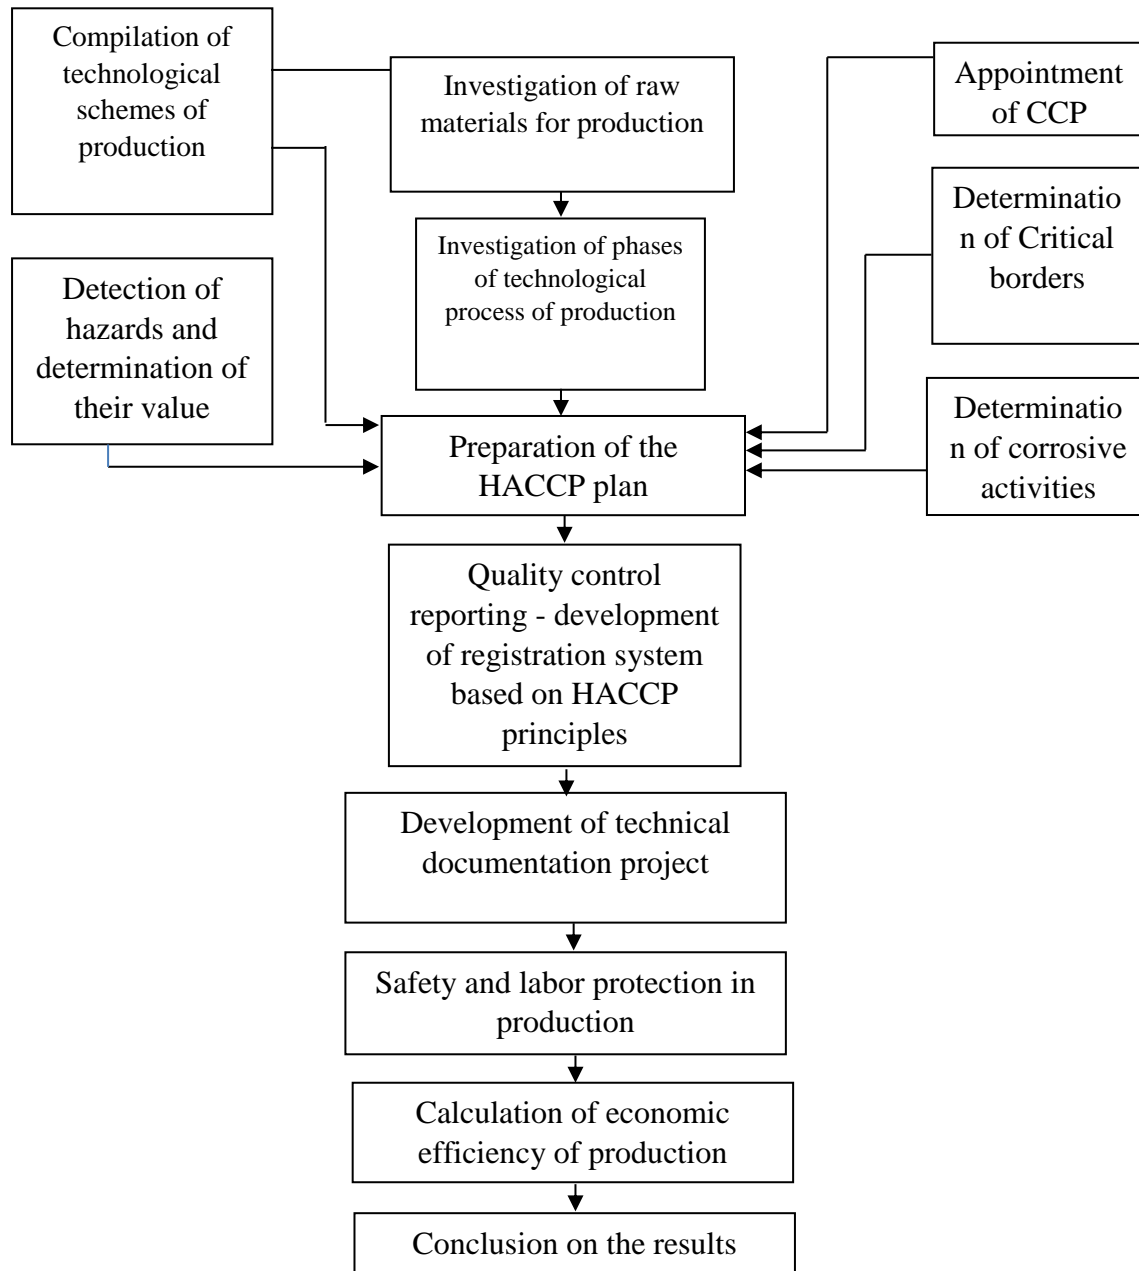 Compilation of
technological
schemes of
production
Investigation of raw
materials for production
Appointment
of CCP
Investigation of phases
of technological
process of production
Determinatio
n of Critical
borders
Detection of
hazards and
determination of
their value
Preparation of the
HACCP plan
Determinatio
n of corrosive
activities
Quality control
reporting - development
of registration system
based on HACCP
principles
Development of technical
documentation project
Safety and labor protection in
production
Calculation of economic
efficiency of production
Conclusion on the results